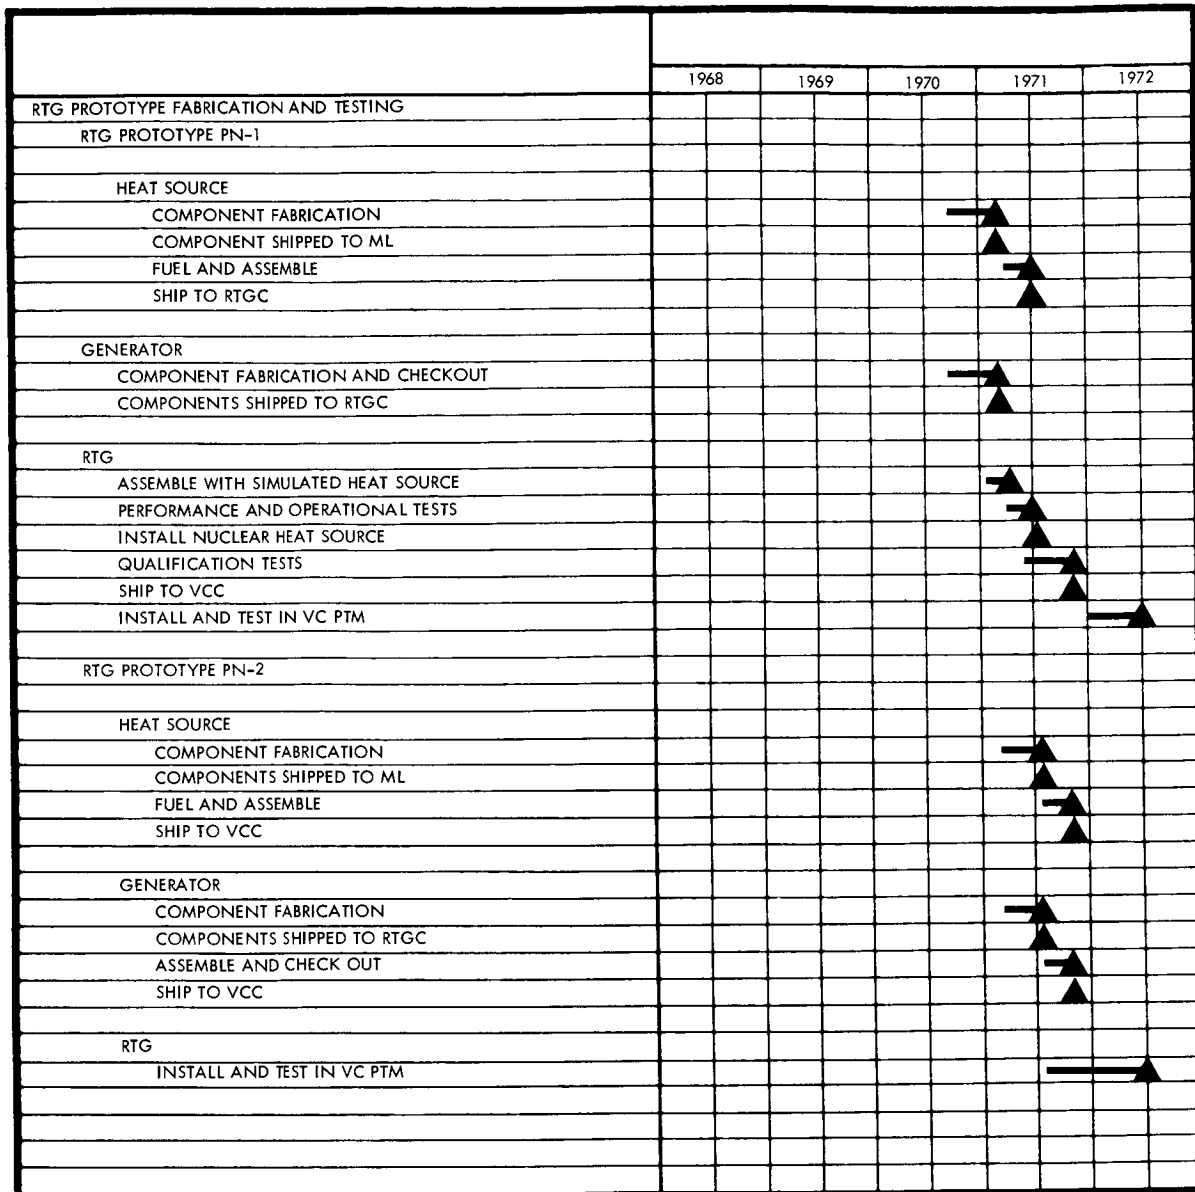 1968 1969 1970 1971 1972
RTG PROTOTYPE FABRICATION AND TESTING
RTG PROTOTYPE PN-1
HEAT SOURCE
COMPONENT FABRICATION
COMPONENT SHIPPED TO ML
FUEL AND ASSEMBLE
SHIP TO RTGC
GENERATOR
COMPONENT FABRICATION AND CHECKOUT
COMPONENTS SHIPPED TO RTGC
RTG
ASSEMBLE WITH SIMULATED HEAT SOURCE
PERFORMANCE AND OPERATIONAL TESTS
INSTALL NUCLEAR HEAT SOURCE
QUALIFICATION TESTS
SHIP TO VCC
INSTALL AND TEST IN VC PTM
RTG PROTOTYPE PN-2
HEAT SOURCE
COMPONENT FABRICATION
COMPONENTS SHIPPED TO ML
FUEL AND ASSEMBLE
SHIP TO VCC
GENERATOR
COMPONENT FABRICATION
COMPONENTS SHIPPED TO RTGC
ASSEMBLE AND CHECK OUT
SHIP TO VCC
RTG
INSTALL AND TEST IN VC PTM